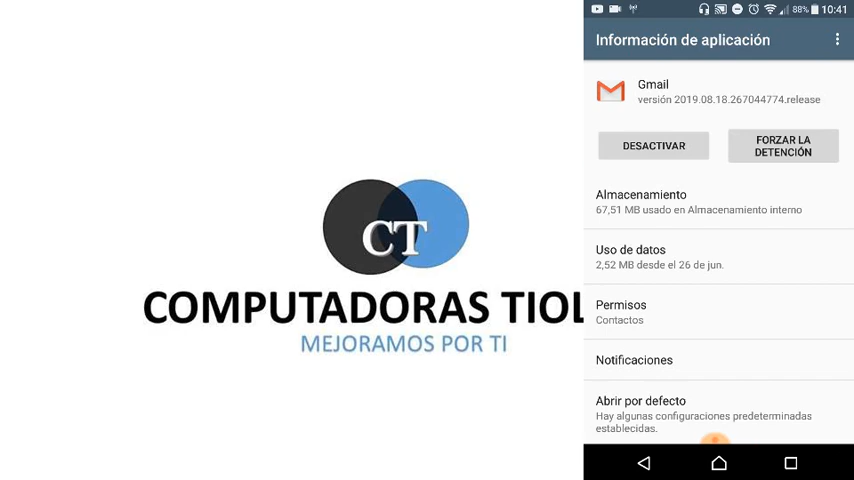 CT
COMPUTADORAS TIOL
MEJORAMOS POR TI
88% 10:41
Información de aplicación
Gmail
versión 2019.08.18.267044774.release
DESACTIVAR
FORZAR LA
DETENCIÓN
Almacenamiento
67,51 MB usado en Almacenamiento interno
Uso de datos
2,52 MB desde el 26 de jun.
Permisos
Contactos
Notificaciones
Abrir por defecto
Hay algunas configuraciones predeterminadas
establecidas.